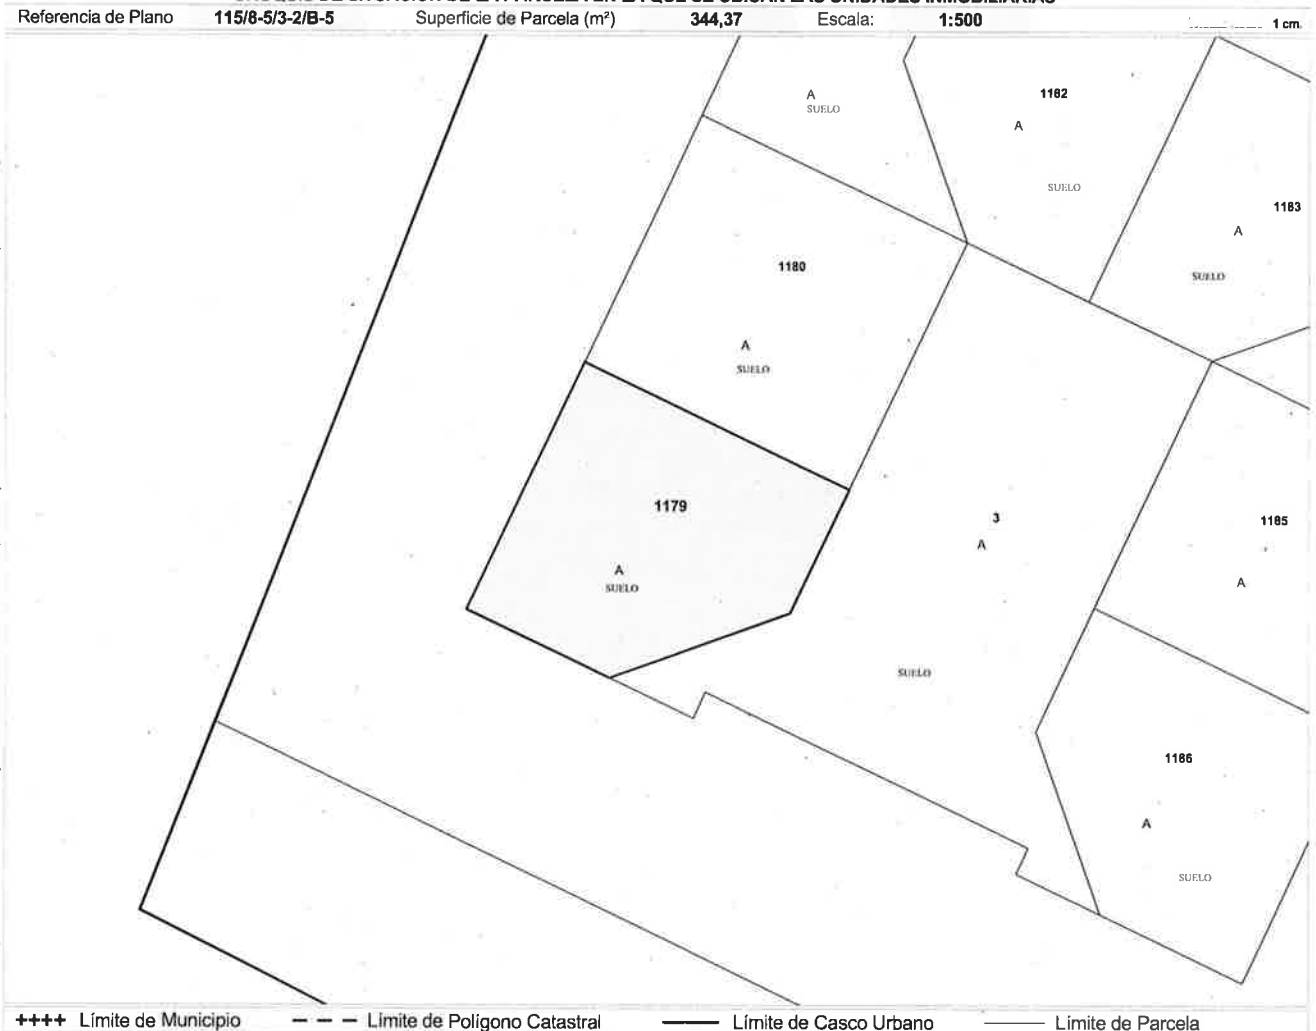 Referencia de Plano 115/8-5/3-2/B-5 Superficie de Parcela (m²) 344,37 Escala: 1:500 1 cm.
A
SUELO
1182
A
SUELO
1183
A
SUELO
1180
A
SUELO
1179
A
SUELO
3
A
SUELO
1185
A
1186
A
SUELO
++++ Límite de Municipio – – – Límite de Polígono Catastral —— Límite de Casco Urbano —— Límite de Parcela